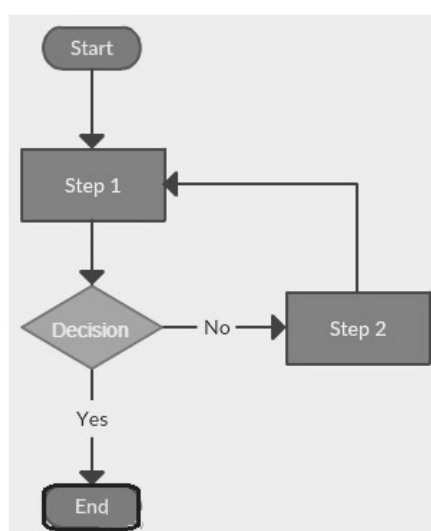 Start
Step 1
Decision
No
Step 2
Yes
End